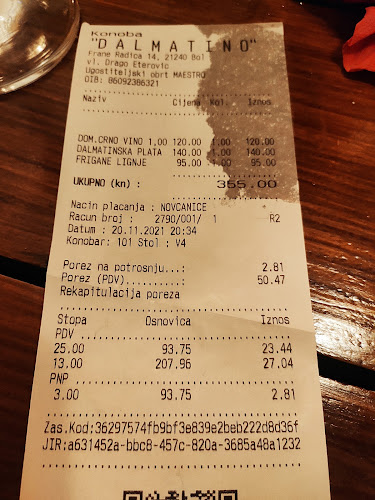 Konoba
"DALMATINO"
Frane Radica 14, 21240 Bol
vl. Drago Eterovic
Ugostiteljski obrt MAESTRO
OIB: 86092386321
Naziv Cijena Kol. Iznos
DOM.CRNO VINO 1,00 120.00 1,00 120.00
DALMATINSKA PLATA 140.00 1,00 140.00
FRIGANE LIGNJE 95.00 1,00 95.00
UKUPNO (kn) : 355.00
Nacin placanja : NOVCANICE
Racun broj : 2790/001/ 1 R2
Datum : 20.11.2021 20:34
Konobar: 101 Stol : V4
Porez na potrosnju...: 2.81
Porez (PDV)..........: 50.47
Rekapitulacija poreza
Stopa Osnovica Iznos
PDV
25.00 93.75 23.44
13.00 207.96 27.04
PNP
3.00 93.75 2.81
Zas.Kod:36297574fb9bf3e839e2beb222d8d36f
JIR:a631452a-bbc8-457c-820a-3685a48a1232